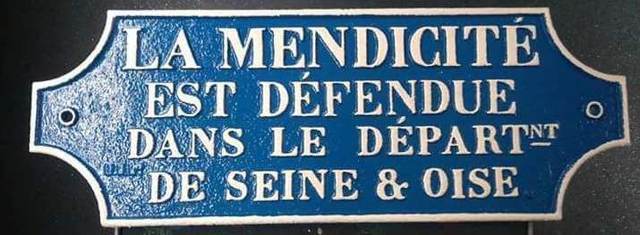 LA MENDICITÉ
EST DÉFENDUE
DANS LE DÉPARTNT
DE SEINE & OISE